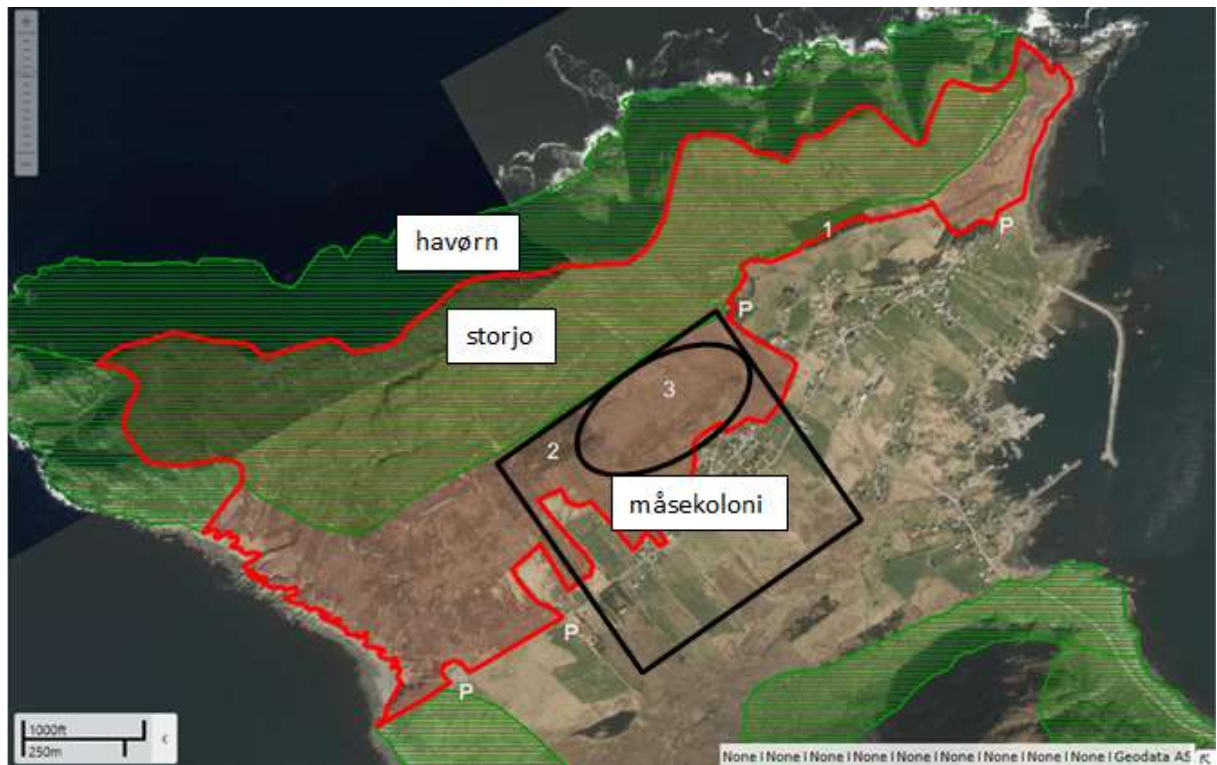 havørn
1
P
P
storjo
3
2
måsekoloni
P
P
1000ft
250m
None | None | None | None | None | None | None | None | None | Geodata AS